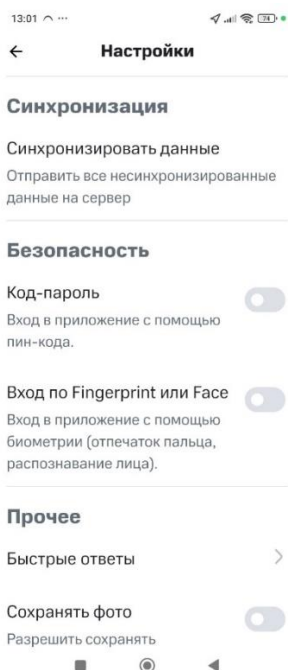 13:01 ··· 74
Настройки
Синхронизация
Синхронизировать данные
Отправить все несинхронизированные
данные на сервер
Безопасность
Код-пароль
Вход в приложение с помощью
пин-кода.
Вход по Fingerprint или Face
Вход в приложение с помощью
биометрии (отпечаток пальца,
распознавание лица).
Прочее
Быстрые ответы
Сохранять фото
Разрешить сохранять